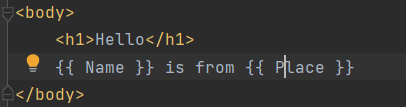 <body>
<h1>Hello</h1>
{{ Name }} is from {{ Place }}
</body>